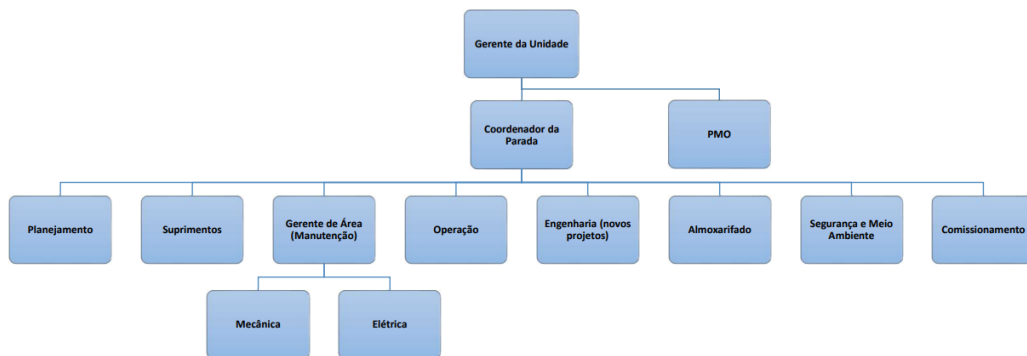 Gerente da Unidade
Coordenador da
Parada
PMO
Planejamento
Suprimentos
Gerente de Área
(Manutenção)
Operação
Engenharia (novos
projetos)
Almoxarifado
Segurança e Meio
Ambiente
Comissionamento
Mecânica
Elétrica